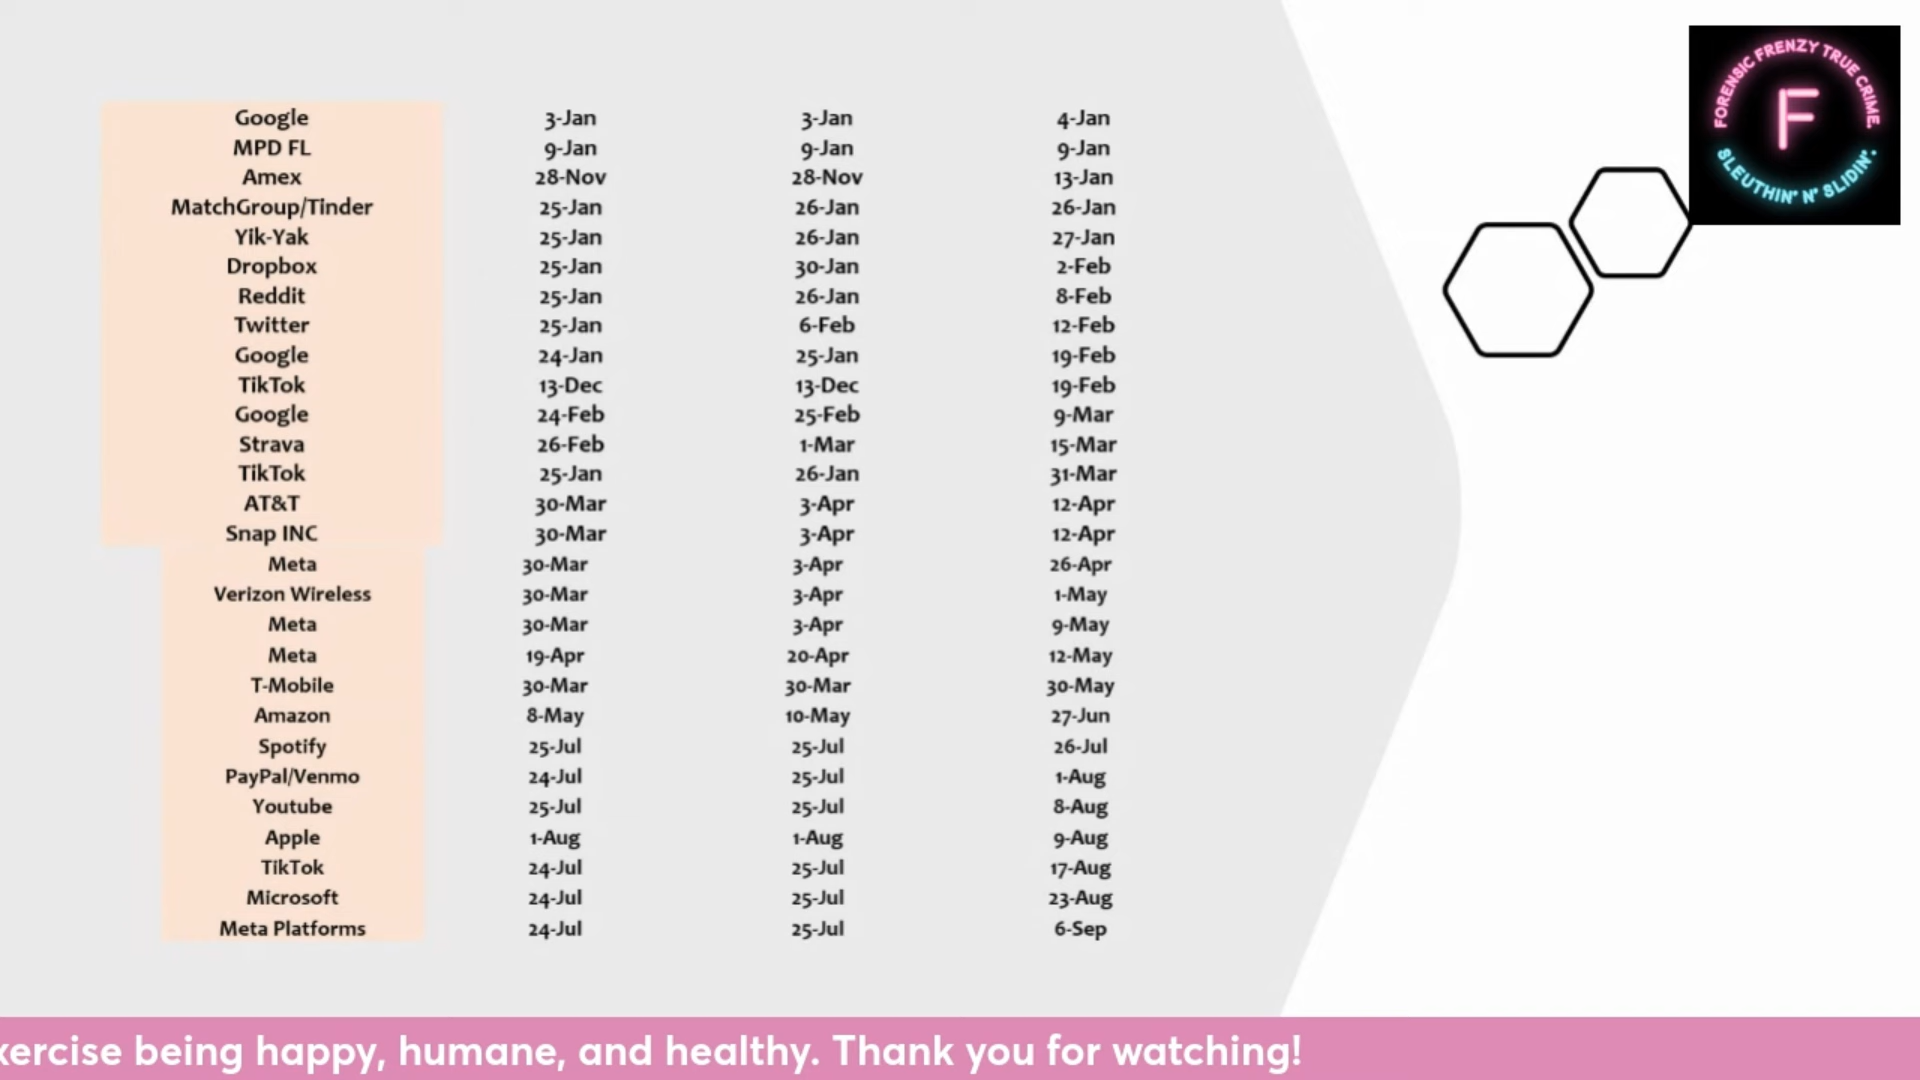 FORENSIC FRENZY TRUE CRIME.
F
SLEUTHIN' N' SLIDIN'.
Google 3-Jan 3-Jan 4-Jan
MPD FL 9-Jan 9-Jan 9-Jan
Amex 28-Nov 28-Nov 13-Jan
MatchGroup/Tinder 25-Jan 26-Jan 26-Jan
Yik-Yak 25-Jan 26-Jan 27-Jan
Dropbox 25-Jan 30-Jan 2-Feb
Reddit 25-Jan 26-Jan 8-Feb
Twitter 25-Jan 6-Feb 12-Feb
Google 24-Jan 25-Jan 19-Feb
TikTok 13-Dec 13-Dec 19-Feb
Google 24-Feb 25-Feb 9-Mar
Strava 26-Feb 1-Mar 15-Mar
TikTok 25-Jan 26-Jan 31-Mar
AT&T 30-Mar 3-Apr 12-Apr
Snap INC 30-Mar 3-Apr 12-Apr
Meta 30-Mar 3-Apr 26-Apr
Verizon Wireless 30-Mar 3-Apr 1-May
Meta 30-Mar 3-Apr 9-May
Meta 19-Apr 20-Apr 12-May
T-Mobile 30-Mar 30-Mar 30-May
Amazon 8-May 10-May 27-Jun
Spotify 25-Jul 25-Jul 26-Jul
PayPal/Venmo 24-Jul 25-Jul 1-Aug
Youtube 25-Jul 25-Jul 8-Aug
Apple 1-Aug 1-Aug 9-Aug
TikTok 24-Jul 25-Jul 17-Aug
Microsoft 24-Jul 25-Jul 23-Aug
Meta Platforms 24-Jul 25-Jul 6-Sep
xercise being happy, humane, and healthy. Thank you for watching!